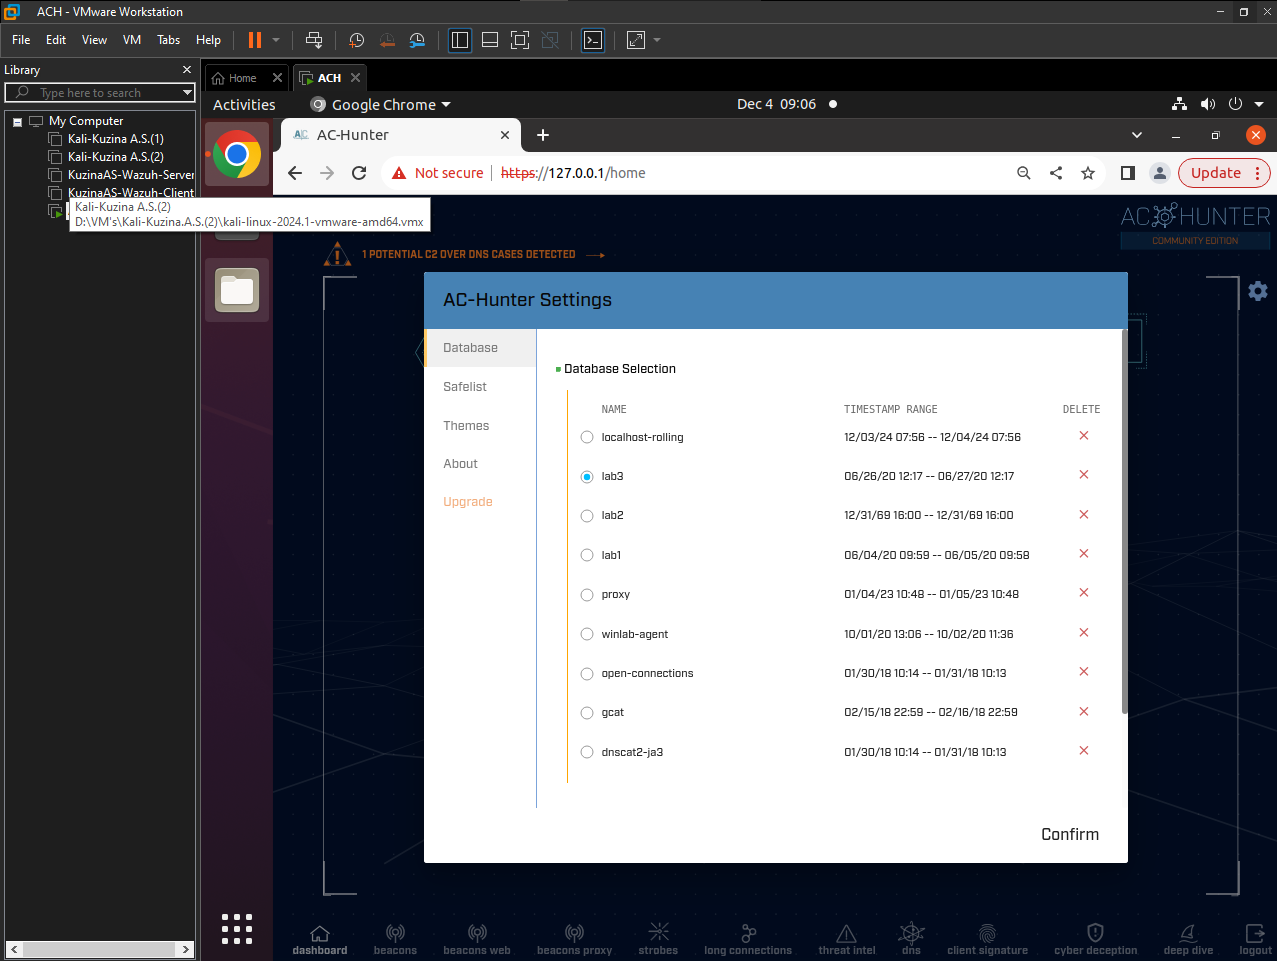 ACH - VMware Workstation
File Edit View VM Tabs Help
Library
Type here to search
My Computer
Kali-Kuzina A.S.(1)
Kali-Kuzina A.S.(2)
KuzinaAS-Wazuh-Server
KuzinaAS-Wazuh-Client
Kali-Kuzina A.S.(2)
D:\VM's\Kali-Kuzina.A.S.(2)\kali-linux-2024.1-vmware-amd64.vmx
Home
ACH
Activities
Google Chrome
Dec 4 09:06
AC-Hunter
Not secure
https://127.0.0.1/home
Update
AC HUNTER
COMMUNITY EDITION
1 POTENTIAL C2 OVER DNS CASES DETECTED
AC-Hunter Settings
Database
Safelist
Themes
About
Upgrade
Database Selection
NAME TIMESTAMP RANGE DELETE
localhost-rolling 12/03/24 07:56 -- 12/04/24 07:56
lab3 06/26/20 12:17 -- 06/27/20 12:17
lab2 12/31/69 16:00 -- 12/31/69 16:00
lab1 06/04/20 09:59 -- 06/05/20 09:58
proxy 01/04/23 10:48 -- 01/05/23 10:48
winlab-agent 10/01/20 13:06 -- 10/02/20 11:36
open-connections 01/30/18 10:14 -- 01/31/18 10:13
gcat 02/15/18 22:59 -- 02/16/18 22:59
dnscat2-ja3 01/30/18 10:14 -- 01/31/18 10:13
Confirm
dashboard beacons beacons web beacons proxy strobes long connections threat intel dns client signature cyber deception deep dive logout